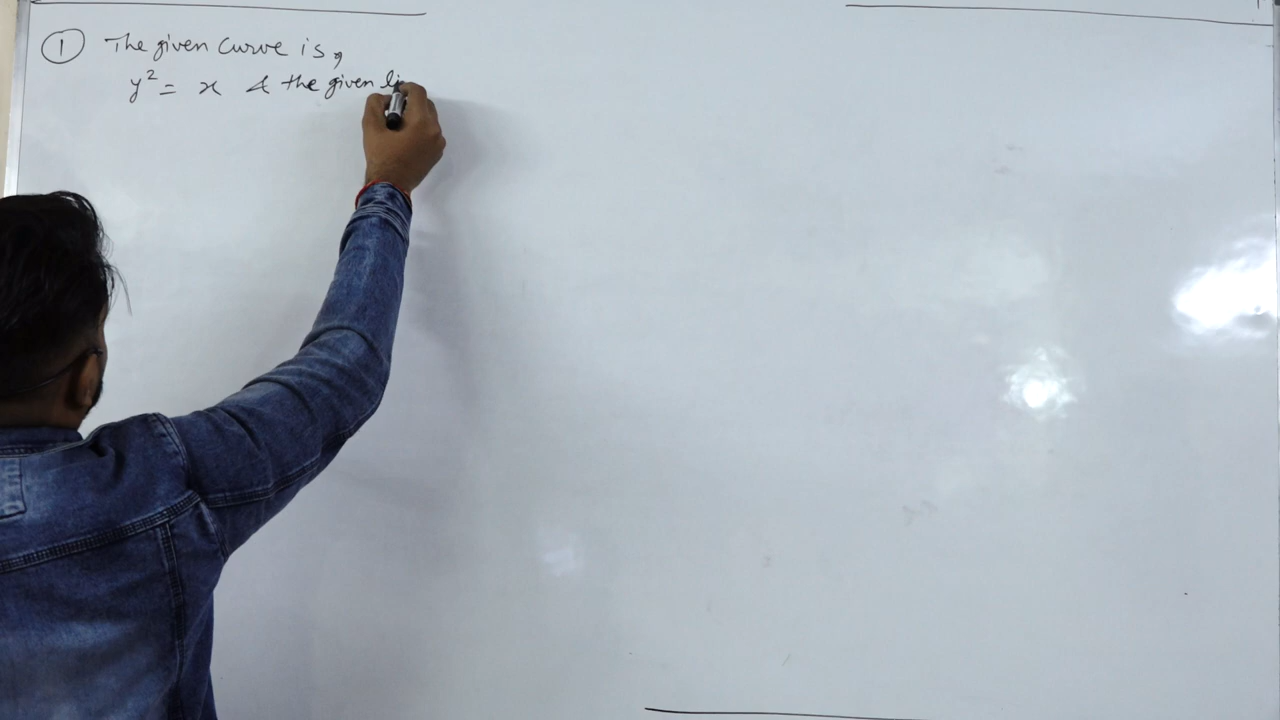 ① The given curve is,
y² = x & the given li